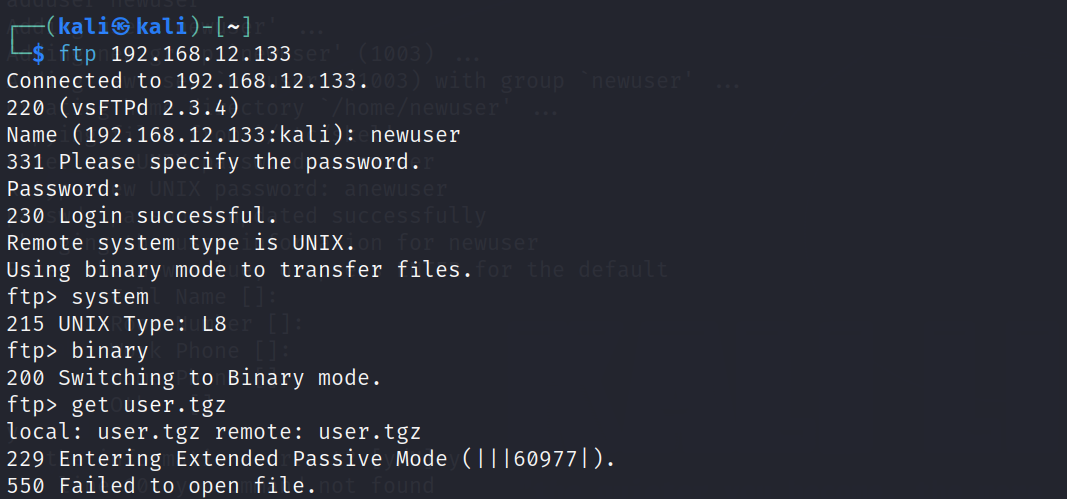 ┌──(kali㉿kali)-[~]
└─$ ftp 192.168.12.133
Connected to 192.168.12.133.
220 (vsFTPd 2.3.4)
Name (192.168.12.133:kali): newuser
331 Please specify the password.
Password:
230 Login successful.
Remote system type is UNIX.
Using binary mode to transfer files.
ftp> system
215 UNIX Type: L8
ftp> binary
200 Switching to Binary mode.
ftp> get user.tgz
local: user.tgz remote: user.tgz
229 Entering Extended Passive Mode (|||60977|).
550 Failed to open file.